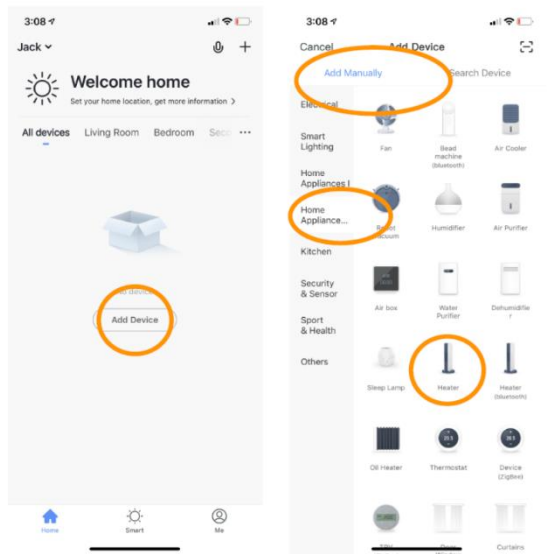 3:08
Jack
Welcome home
Set your home location, get more information >
All devices Living Room Bedroom Seco
Add Device
Home Smart Me
3:08
Cancel Add Device
Add Manually Search Device
Electrical
Smart
Lighting
Home
Appliances
Home
Appliance...
Kitchen
Security
& Sensor
Sport
& Health
Others
Fan
Bead
machine
(bluetooth)
Air Cooler
Robot
Vacuum
Humidifier
Air Purifier
Air box
Water
Purifier
Dehumidifie
r
Sleep Lamp
Heater
Heater
(bluetooth)
Oil Heater
Thermostat
Device
(ZigBee)
Curtains